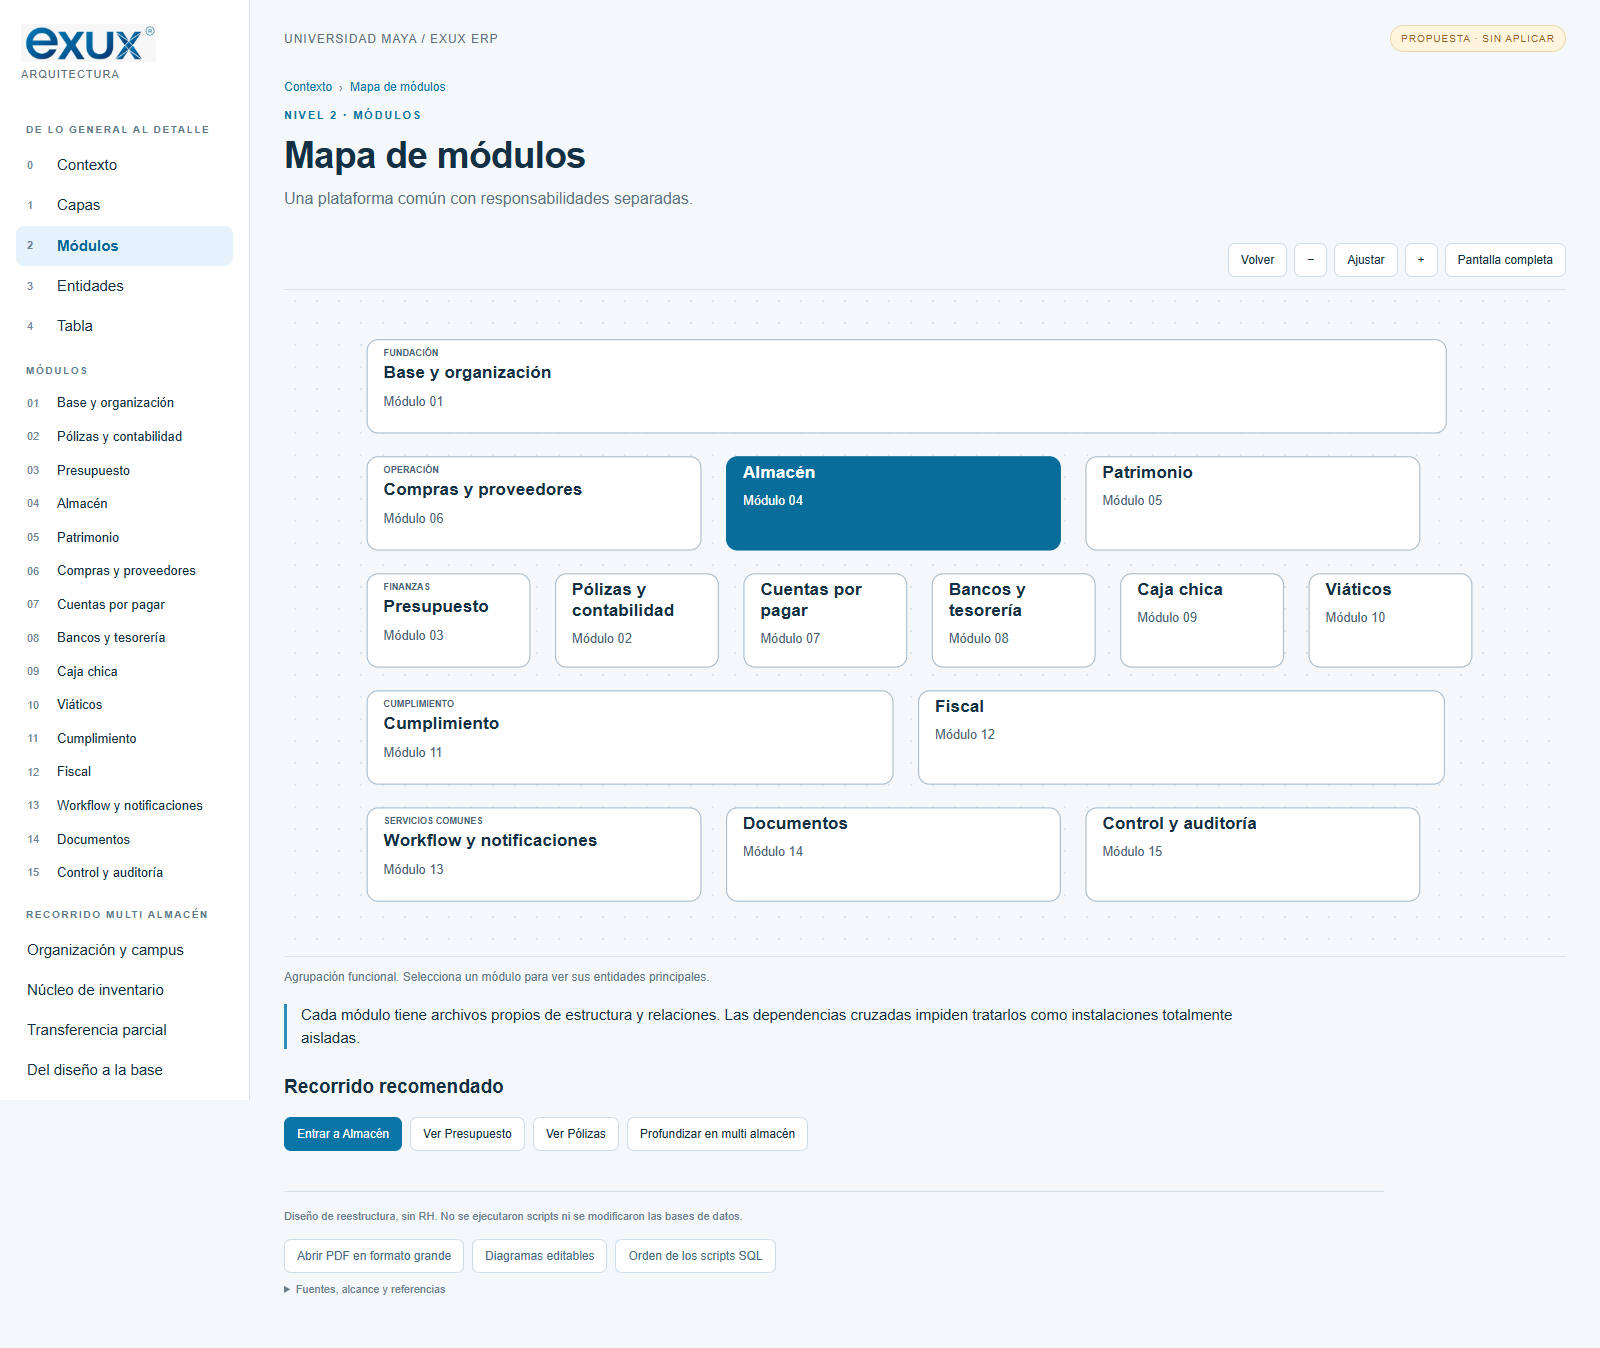 exux®
ARQUITECTURA
DE LO GENERAL AL DETALLE
0 Contexto
1 Capas
2 Módulos
3 Entidades
4 Tabla
MÓDULOS
01 Base y organización
02 Pólizas y contabilidad
03 Presupuesto
04 Almacén
05 Patrimonio
06 Compras y proveedores
07 Cuentas por pagar
08 Bancos y tesorería
09 Caja chica
10 Viáticos
11 Cumplimiento
12 Fiscal
13 Workflow y notificaciones
14 Documentos
15 Control y auditoría
RECORRIDO MULTI ALMACÉN
Organización y campus
Núcleo de inventario
Transferencia parcial
Del diseño a la base
UNIVERSIDAD MAYA / EXUX ERP
PROPUESTA · SIN APLICAR
Contexto › Mapa de módulos
NIVEL 2 · MÓDULOS
Mapa de módulos
Una plataforma común con responsabilidades separadas.
Volver − Ajustar + Pantalla completa
FUNDACIÓN
Base y organización
Módulo 01
OPERACIÓN
Compras y proveedores
Módulo 06
Almacén
Módulo 04
Patrimonio
Módulo 05
FINANZAS
Presupuesto
Módulo 03
Pólizas y
contabilidad
Módulo 02
Cuentas por
pagar
Módulo 07
Bancos y
tesorería
Módulo 08
Caja chica
Módulo 09
Viáticos
Módulo 10
CUMPLIMIENTO
Cumplimiento
Módulo 11
Fiscal
Módulo 12
SERVICIOS COMUNES
Workflow y notificaciones
Módulo 13
Documentos
Módulo 14
Control y auditoría
Módulo 15
Agrupación funcional. Selecciona un módulo para ver sus entidades principales.
Cada módulo tiene archivos propios de estructura y relaciones. Las dependencias cruzadas impiden tratarlos como instalaciones totalmente
aisladas.
Recorrido recomendado
Entrar a Almacén Ver Presupuesto Ver Pólizas Profundizar en multi almacén
Diseño de reestructura, sin RH. No se ejecutaron scripts ni se modificaron las bases de datos.
Abrir PDF en formato grande Diagramas editables Orden de los scripts SQL
▶ Fuentes, alcance y referencias